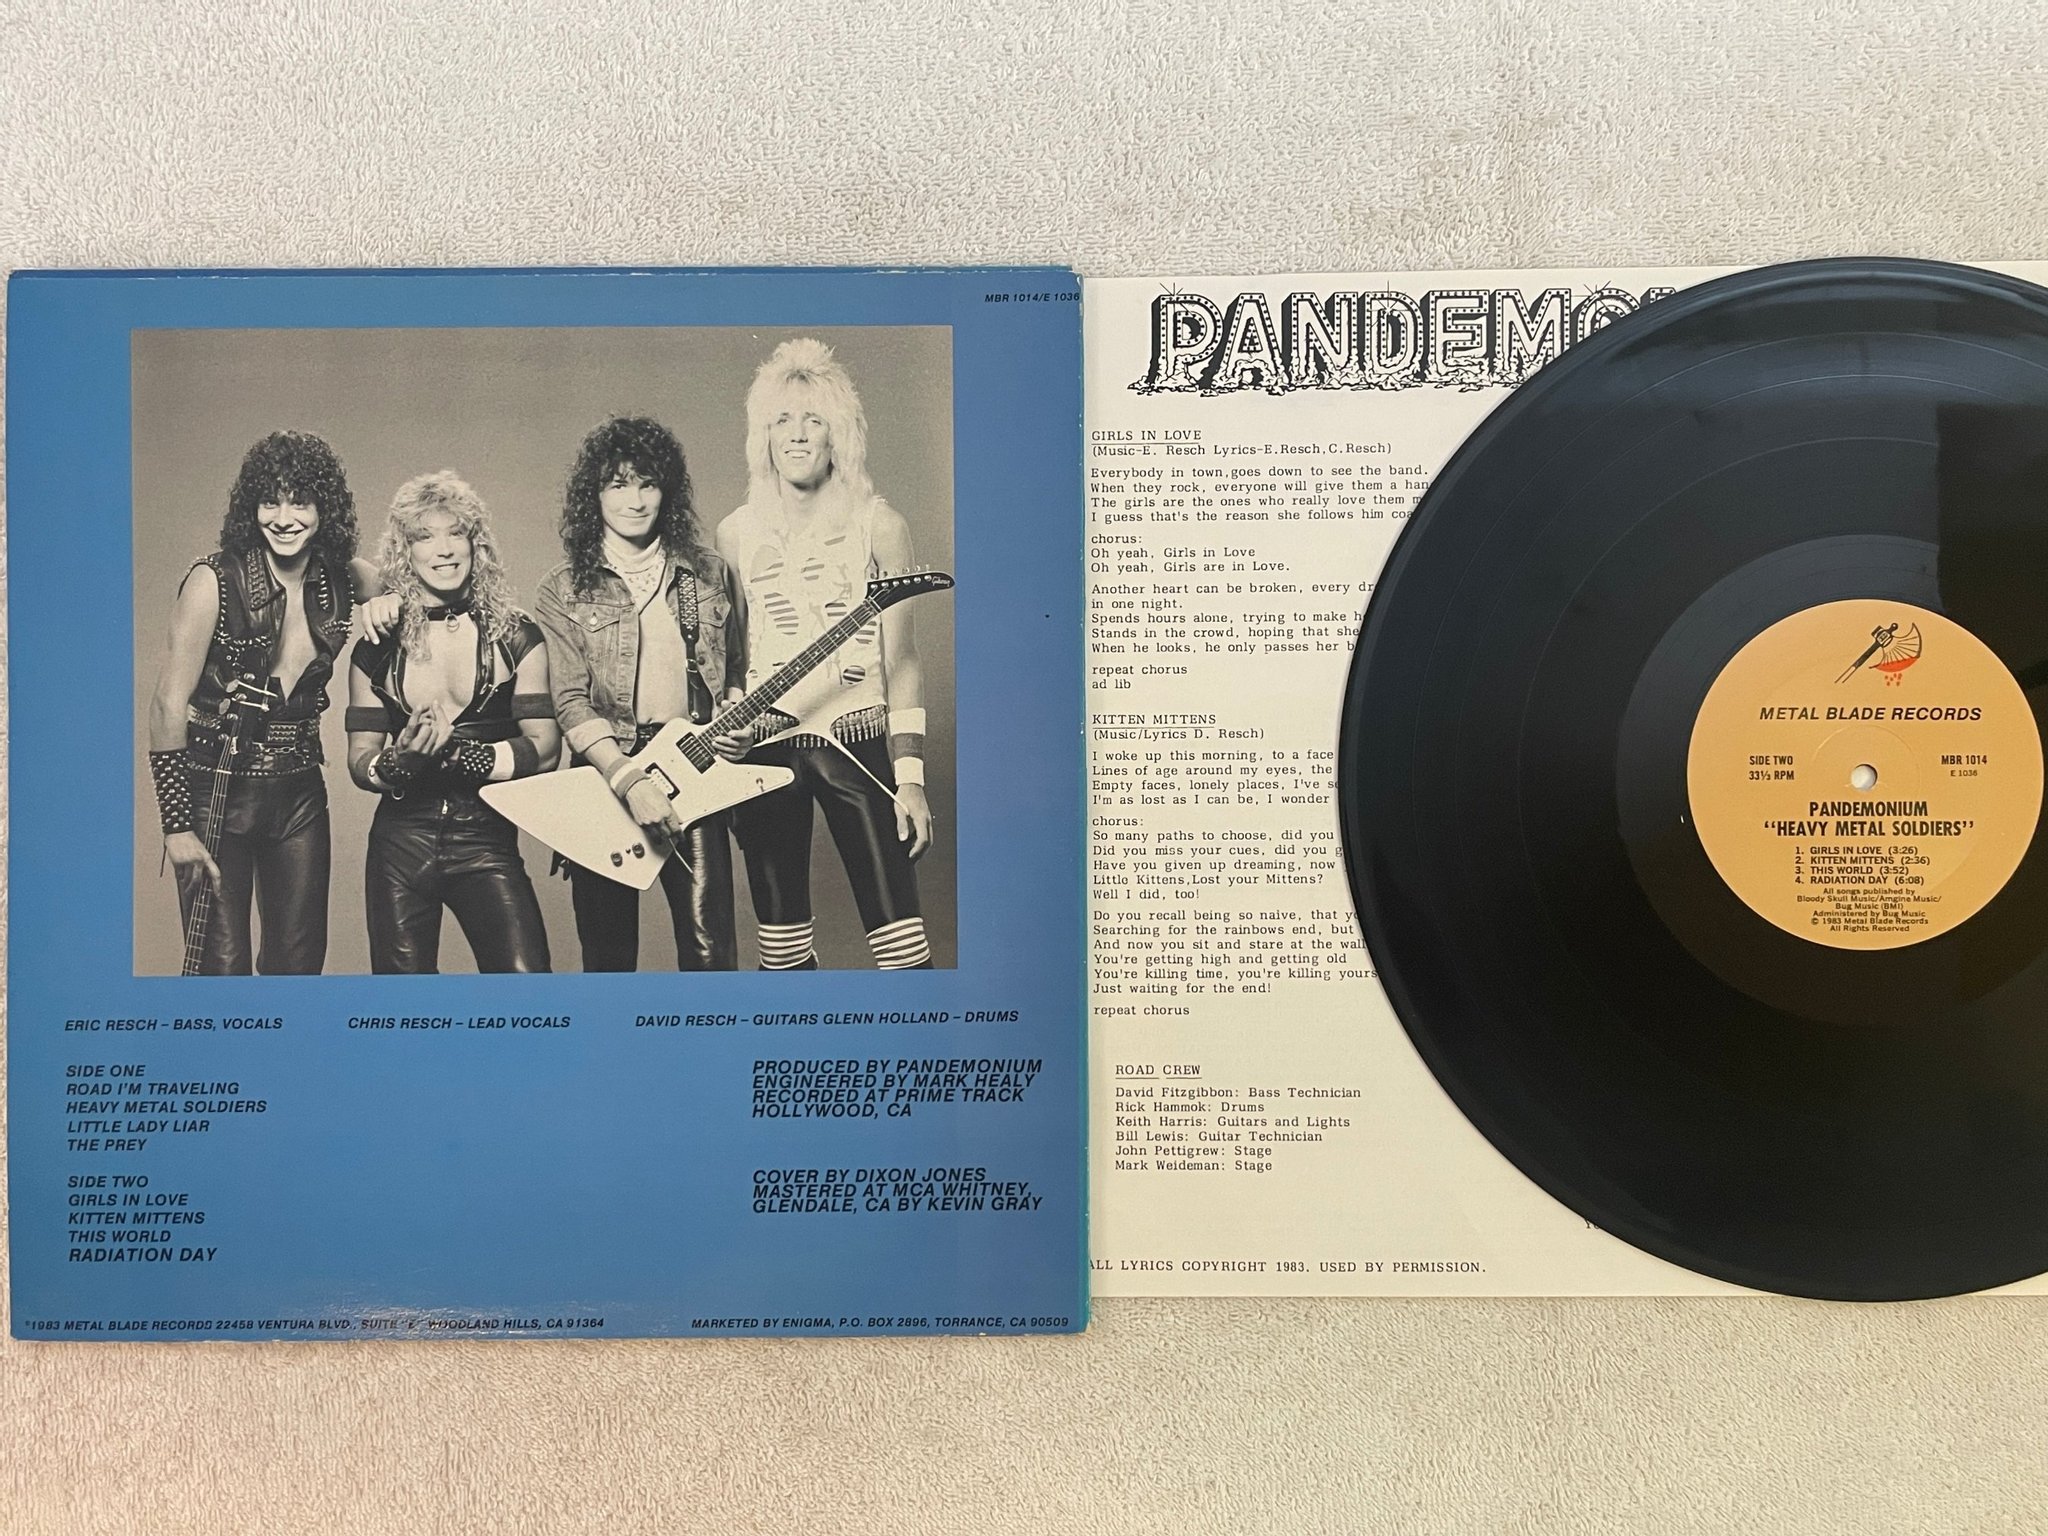 MBR 1014/E 1036
ERIC RESCH – BASS, VOCALS
CHRIS RESCH – LEAD VOCALS
DAVID RESCH – GUITARS GLENN HOLLAND – DRUMS
SIDE ONE
ROAD I'M TRAVELING
HEAVY METAL SOLDIERS
LITTLE LADY LIAR
THE PREY
SIDE TWO
GIRLS IN LOVE
KITTEN MITTENS
THIS WORLD
RADIATION DAY
PRODUCED BY PANDEMONIUM
ENGINEERED BY MARK HEALY
RECORDED AT PRIME TRACK
HOLLYWOOD, CA
COVER BY DIXON JONES
MASTERED AT MCA WHITNEY,
GLENDALE, CA BY KEVIN GRAY
©1983 METAL BLADE RECORDS 22458 VENTURA BLVD., SUITE "E" WOODLAND HILLS, CA 91364
MARKETED BY ENIGMA, P.O. BOX 2896, TORRANCE, CA 90509
PANDEMO
GIRLS IN LOVE
(Music-E. Resch Lyrics-E.Resch,C.Resch)
Everybody in town,goes down to see the band.
When they rock, everyone will give them a han
The girls are the ones who really love them m
I guess that's the reason she follows him coa
chorus:
Oh yeah, Girls in Love
Oh yeah, Girls are in Love.
Another heart can be broken, every dr
in one night.
Spends hours alone, trying to make h
Stands in the crowd, hoping that she
When he looks, he only passes her b
repeat chorus
ad lib
KITTEN MITTENS
(Music/Lyrics D. Resch)
I woke up this morning, to a face
Lines of age around my eyes, the
Empty faces, lonely places, I've s
I'm as lost as I can be, I wonder
chorus:
So many paths to choose, did you
Did you miss your cues, did you g
Have you given up dreaming, now
Little Kittens,Lost your Mittens?
Well I did, too!
Do you recall being so naive, that y
Searching for the rainbows end, but
And now you sit and stare at the wall
You're getting high and getting old
You're killing time, you're killing yours
Just waiting for the end!
repeat chorus
ROAD CREW
David Fitzgibbon: Bass Technician
Rick Hammok: Drums
Keith Harris: Guitars and Lights
Bill Lewis: Guitar Technician
John Pettigrew: Stage
Mark Weideman: Stage
ALL LYRICS COPYRIGHT 1983. USED BY PERMISSION.
METAL BLADE RECORDS
SIDE TWO
33⅓ RPM
MBR 1014
E 1036
PANDEMONIUM
"HEAVY METAL SOLDIERS"
1. GIRLS IN LOVE (3:26)
2. KITTEN MITTENS (2:36)
3. THIS WORLD (3:52)
4. RADIATION DAY (6:08)
All songs published by
Bloody Skull Music/Amgine Music/
Bug Music (BMI)
Administered by Bug Music
© 1983 Metal Blade Records
All Rights Reserved